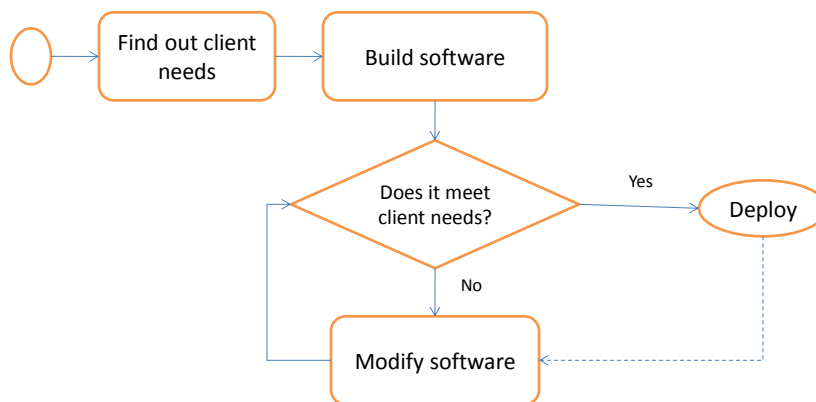 Find out client
needs
Build software
Does it meet
client needs?
Yes
Deploy
No
Modify software